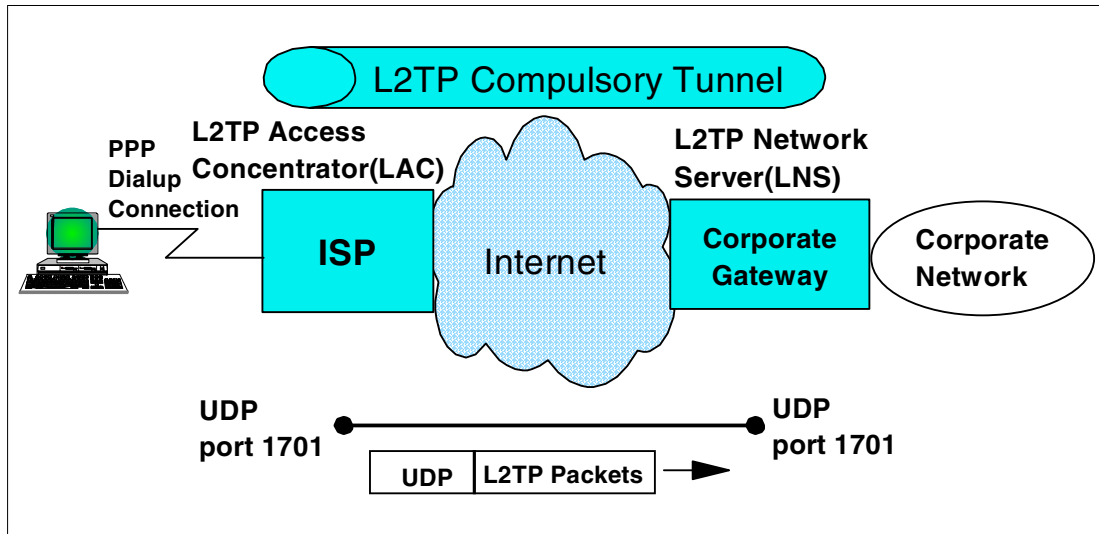 L2TP Compulsory Tunnel
PPP
Dialup
Connection
L2TP Access
Concentrator(LAC)
L2TP Network
Server(LNS)
ISP
Internet
Corporate
Gateway
Corporate
Network
UDP
port 1701
UDP
port 1701
UDP
L2TP Packets